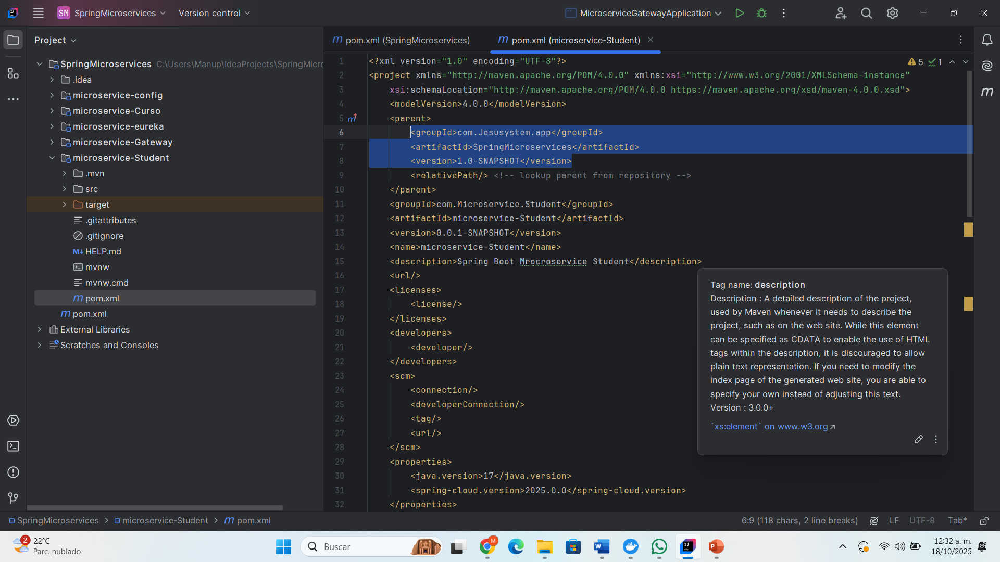 SM SpringMicroservices Version control MicroserviceGatewayApplication
Project
SpringMicroservices C:\Users\Manup\IdeaProjects\SpringMicro
.idea
microservice-config
microservice-Curso
microservice-eureka
microservice-Gateway
microservice-Student
.mvn
src
target
.gitattributes
.gitignore
M↓ HELP.md
mvnw
mvnw.cmd
m pom.xml
m pom.xml
External Libraries
Scratches and Consoles
m pom.xml (SpringMicroservices) m pom.xml (microservice-Student)
5 1
1 <?xml version="1.0" encoding="UTF-8"?>
2 <project xmlns="http://maven.apache.org/POM/4.0.0" xmlns:xsi="http://www.w3.org/2001/XMLSchema-instance"
3 xsi:schemaLocation="http://maven.apache.org/POM/4.0.0 https://maven.apache.org/xsd/maven-4.0.0.xsd">
4 <modelVersion>4.0.0</modelVersion>
5 m <parent>
6 <groupId>com.Jesusystem.app</groupId>
7 <artifactId>SpringMicroservices</artifactId>
8 <version>1.0-SNAPSHOT</version>
9 <relativePath/> <!-- lookup parent from repository -->
10 </parent>
11 <groupId>com.Microservice.Student</groupId>
12 <artifactId>microservice-Student</artifactId>
13 <version>0.0.1-SNAPSHOT</version>
14 <name>microservice-Student</name>
15 <description>Spring Boot Mrocroservice Student</description>
16 <url/>
17 <licenses>
18 <license/>
19 </licenses>
20 <developers>
21 <developer/>
22 </developers>
23 <scm>
24 <connection/>
25 <developerConnection/>
26 <tag/>
27 <url/>
28 </scm>
29 <properties>
30 <java.version>17</java.version>
31 <spring-cloud.version>2025.0.0</spring-cloud.version>
32 </properties>
Tag name: description
Description : A detailed description of the project,
used by Maven whenever it needs to describe the
project, such as on the web site. While this element
can be specified as CDATA to enable the use of HTML
tags within the description, it is discouraged to allow
plain text representation. If you need to modify the
index page of the generated web site, you are able to
specify your own instead of adjusting this text.
Version : 3.0.0+
`xs:element` on www.w3.org
m
SpringMicroservices > microservice-Student > m pom.xml
6:9 (118 chars, 2 line breaks) LF UTF-8 Tab*
2
22°C
Parc. nublado
Buscar
M
W
IJ
P
12:32 a. m.
18/10/2025